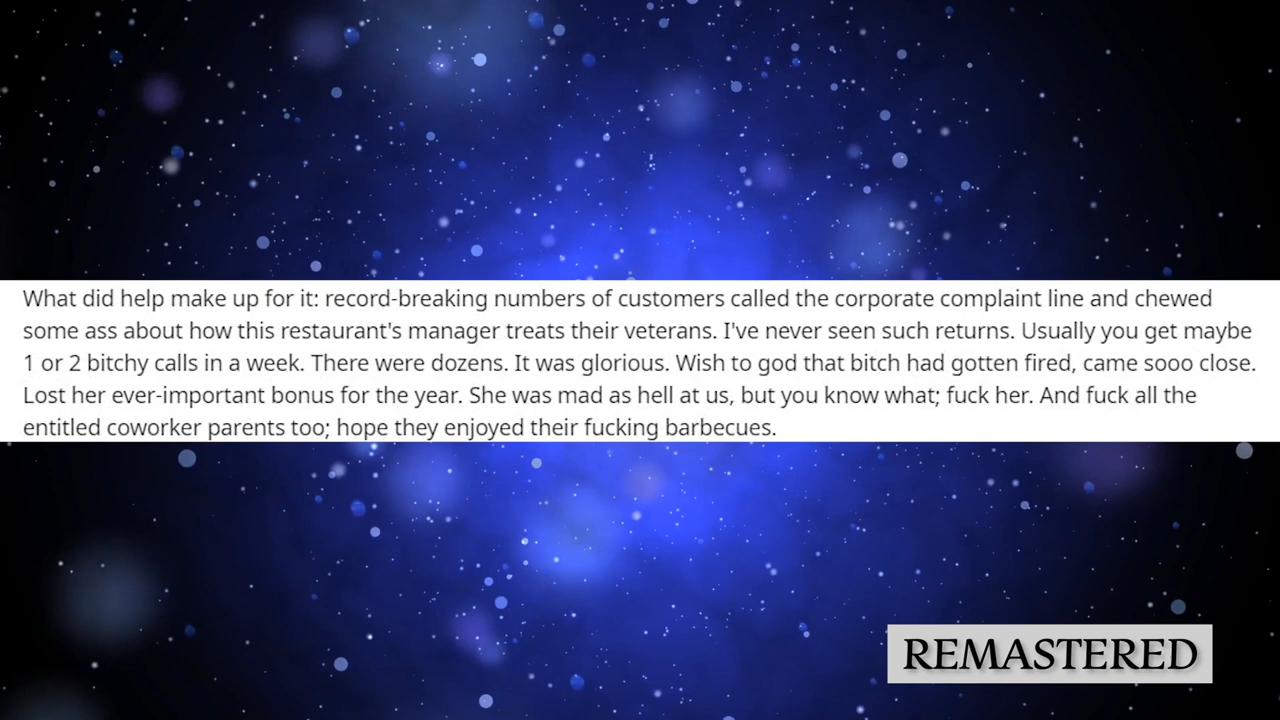 What did help make up for it: record-breaking numbers of customers called the corporate complaint line and chewed
some ass about how this restaurant's manager treats their veterans. I've never seen such returns. Usually you get maybe
1 or 2 bitchy calls in a week. There were dozens. It was glorious. Wish to god that bitch had gotten fired, came sooo close.
Lost her ever-important bonus for the year. She was mad as hell at us, but you know what; fuck her. And fuck all the
entitled coworker parents too; hope they enjoyed their fucking barbecues.
REMASTERED